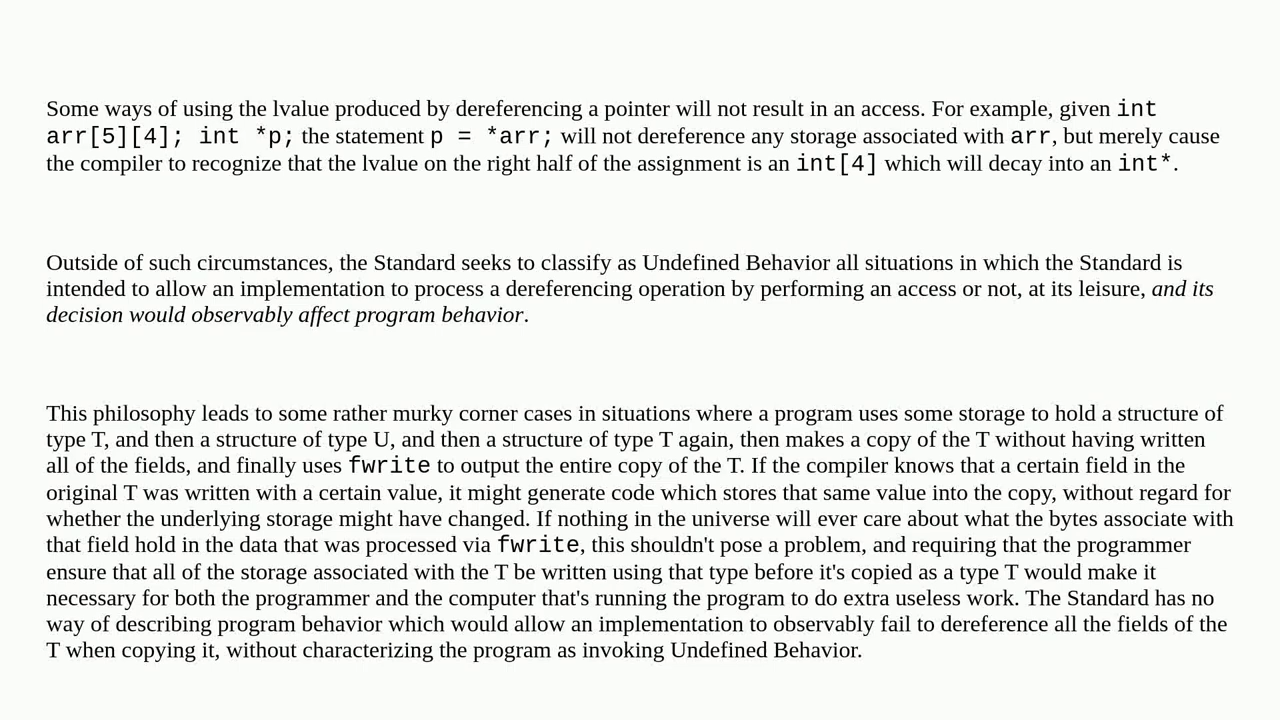 Some ways of using the lvalue produced by dereferencing a pointer will not result in an access. For example, given int
arr[5][4]; int *p; the statement p = *arr; will not dereference any storage associated with arr, but merely cause
the compiler to recognize that the lvalue on the right half of the assignment is an int[4] which will decay into an int*.
Outside of such circumstances, the Standard seeks to classify as Undefined Behavior all situations in which the Standard is
intended to allow an implementation to process a dereferencing operation by performing an access or not, at its leisure, and its
decision would observably affect program behavior.
This philosophy leads to some rather murky corner cases in situations where a program uses some storage to hold a structure of
type T, and then a structure of type U, and then a structure of type T again, then makes a copy of the T without having written
all of the fields, and finally uses fwrite to output the entire copy of the T. If the compiler knows that a certain field in the
original T was written with a certain value, it might generate code which stores that same value into the copy, without regard for
whether the underlying storage might have changed. If nothing in the universe will ever care about what the bytes associate with
that field hold in the data that was processed via fwrite, this shouldn't pose a problem, and requiring that the programmer
ensure that all of the storage associated with the T be written using that type before it's copied as a type T would make it
necessary for both the programmer and the computer that's running the program to do extra useless work. The Standard has no
way of describing program behavior which would allow an implementation to observably fail to dereference all the fields of the
T when copying it, without characterizing the program as invoking Undefined Behavior.